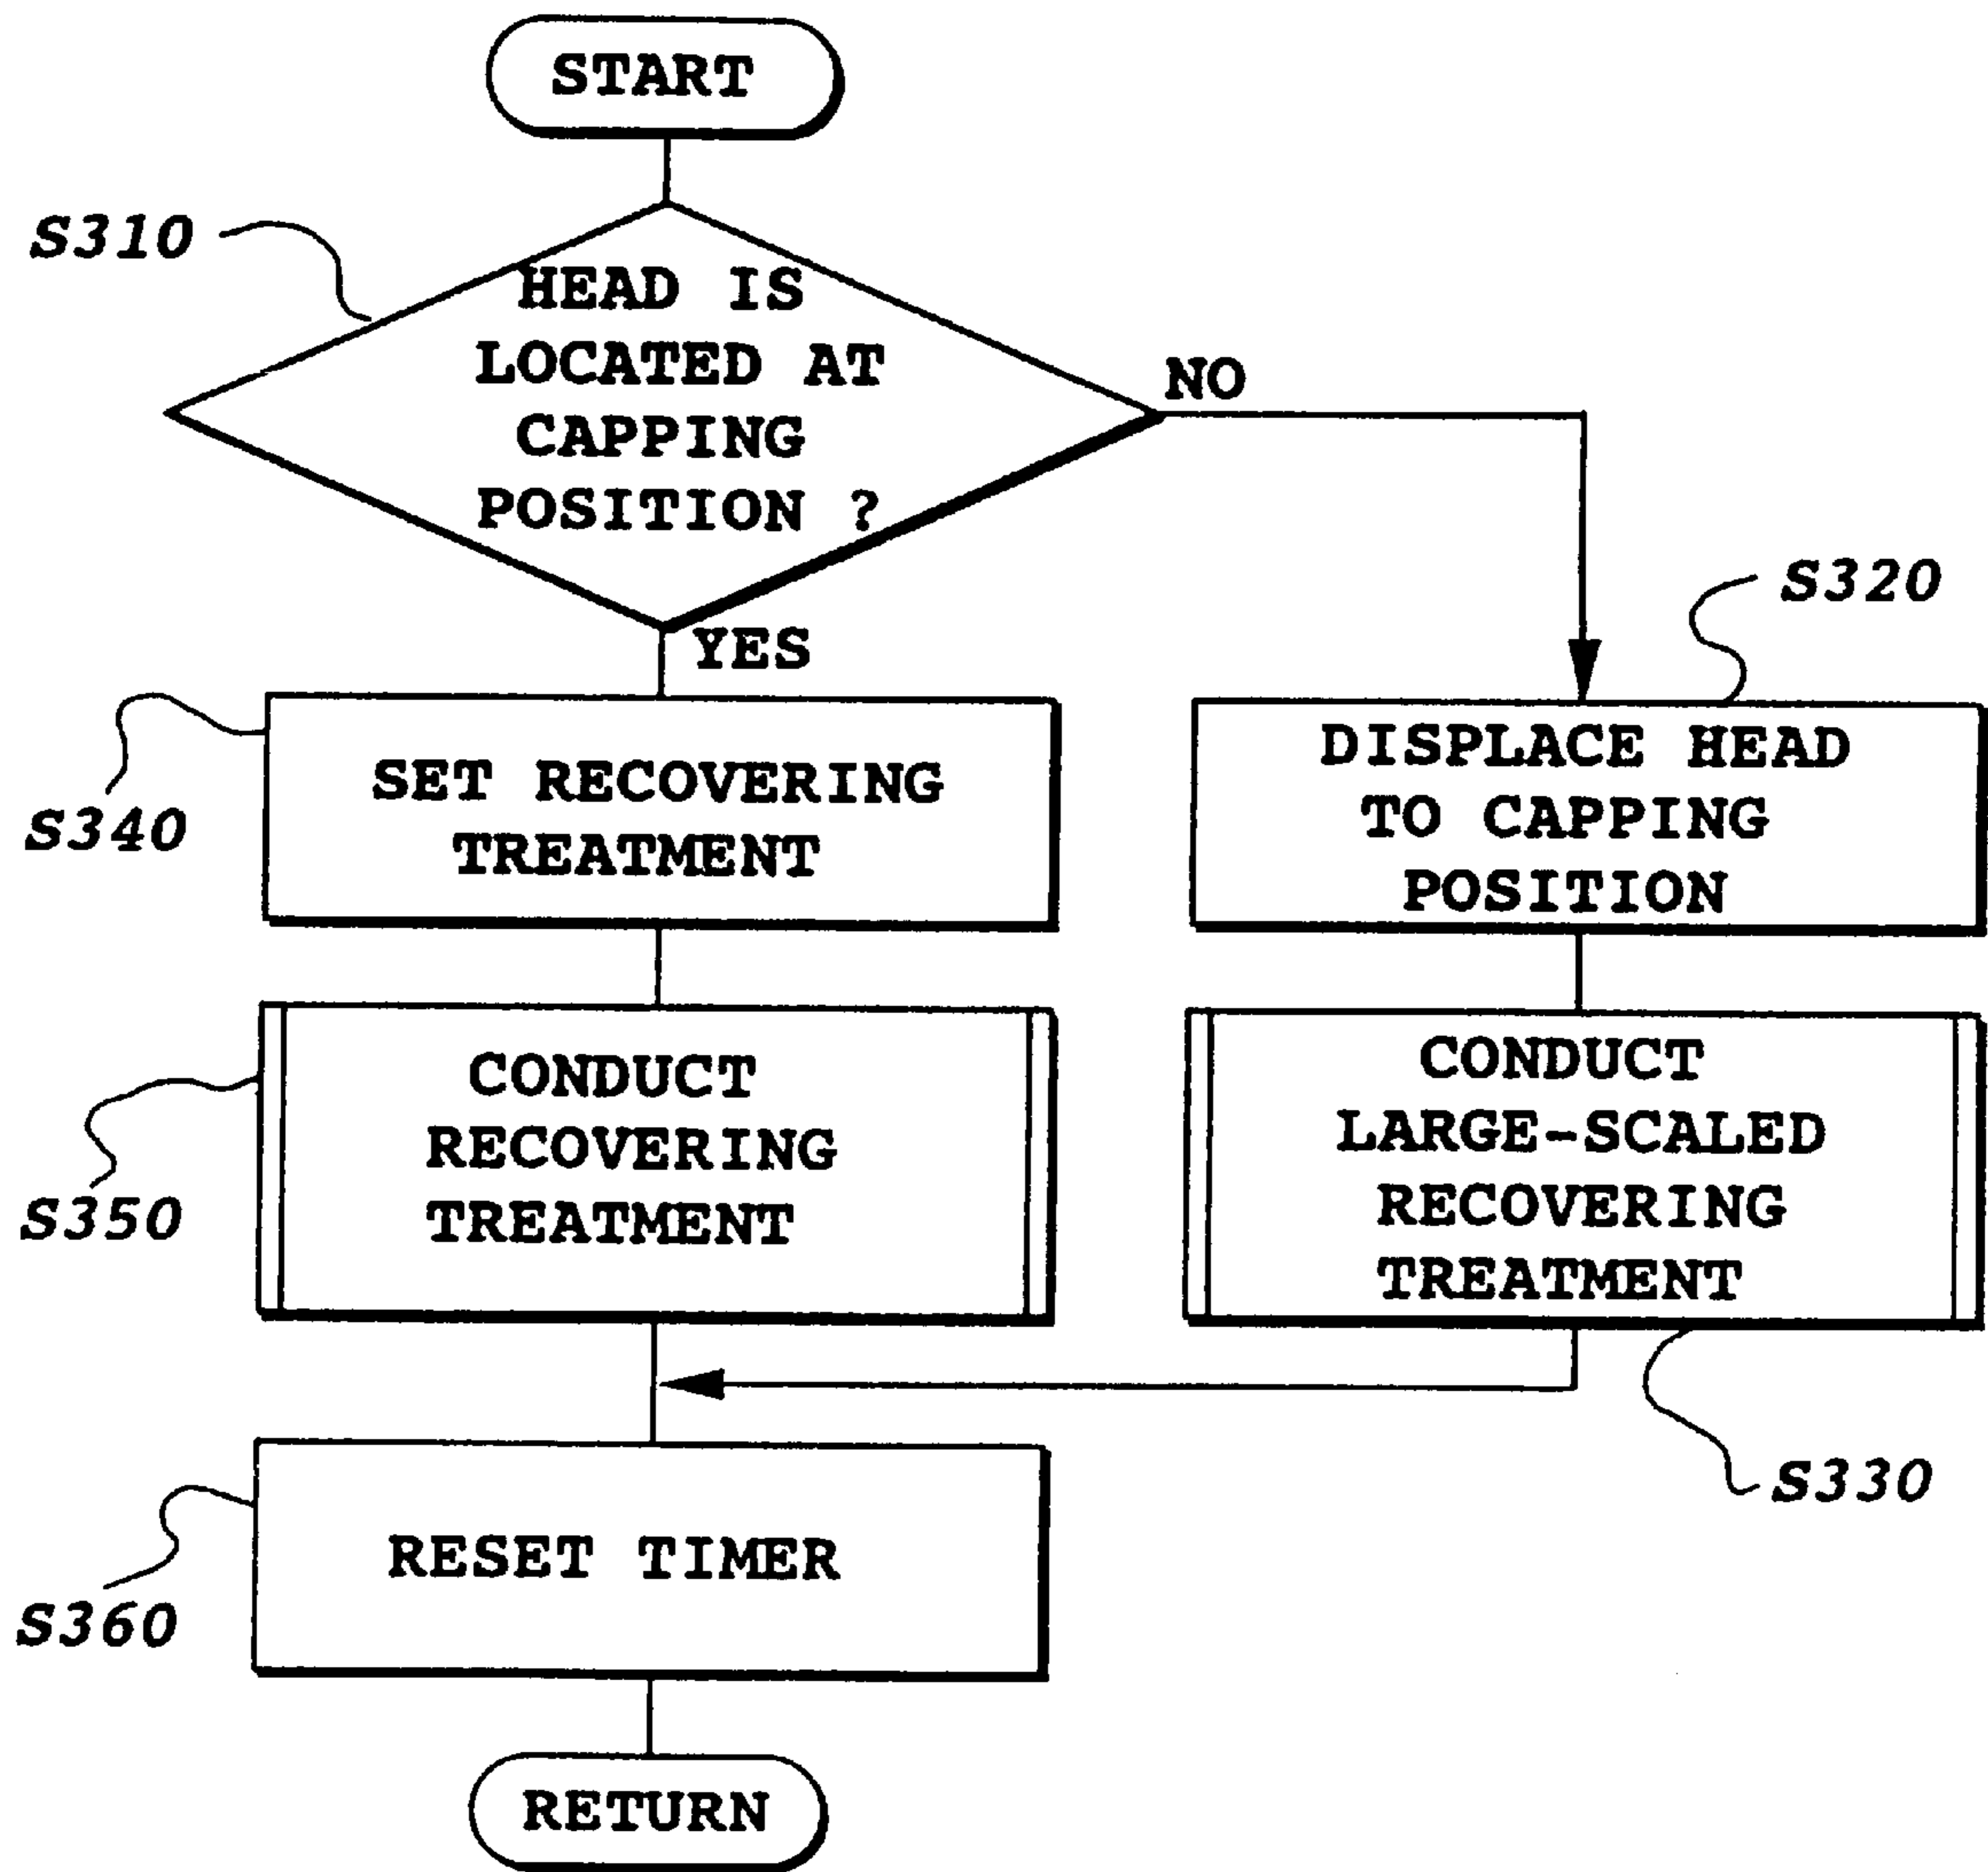 START
S310
HEAD IS
LOCATED AT
CAPPING
POSITION ?
NO
YES
S320
S340
SET RECOVERING
TREATMENT
DISPLACE HEAD
TO CAPPING
POSITION
S350
CONDUCT
RECOVERING
TREATMENT
CONDUCT
LARGE-SCALED
RECOVERING
TREATMENT
S330
S360
RESET TIMER
RETURN